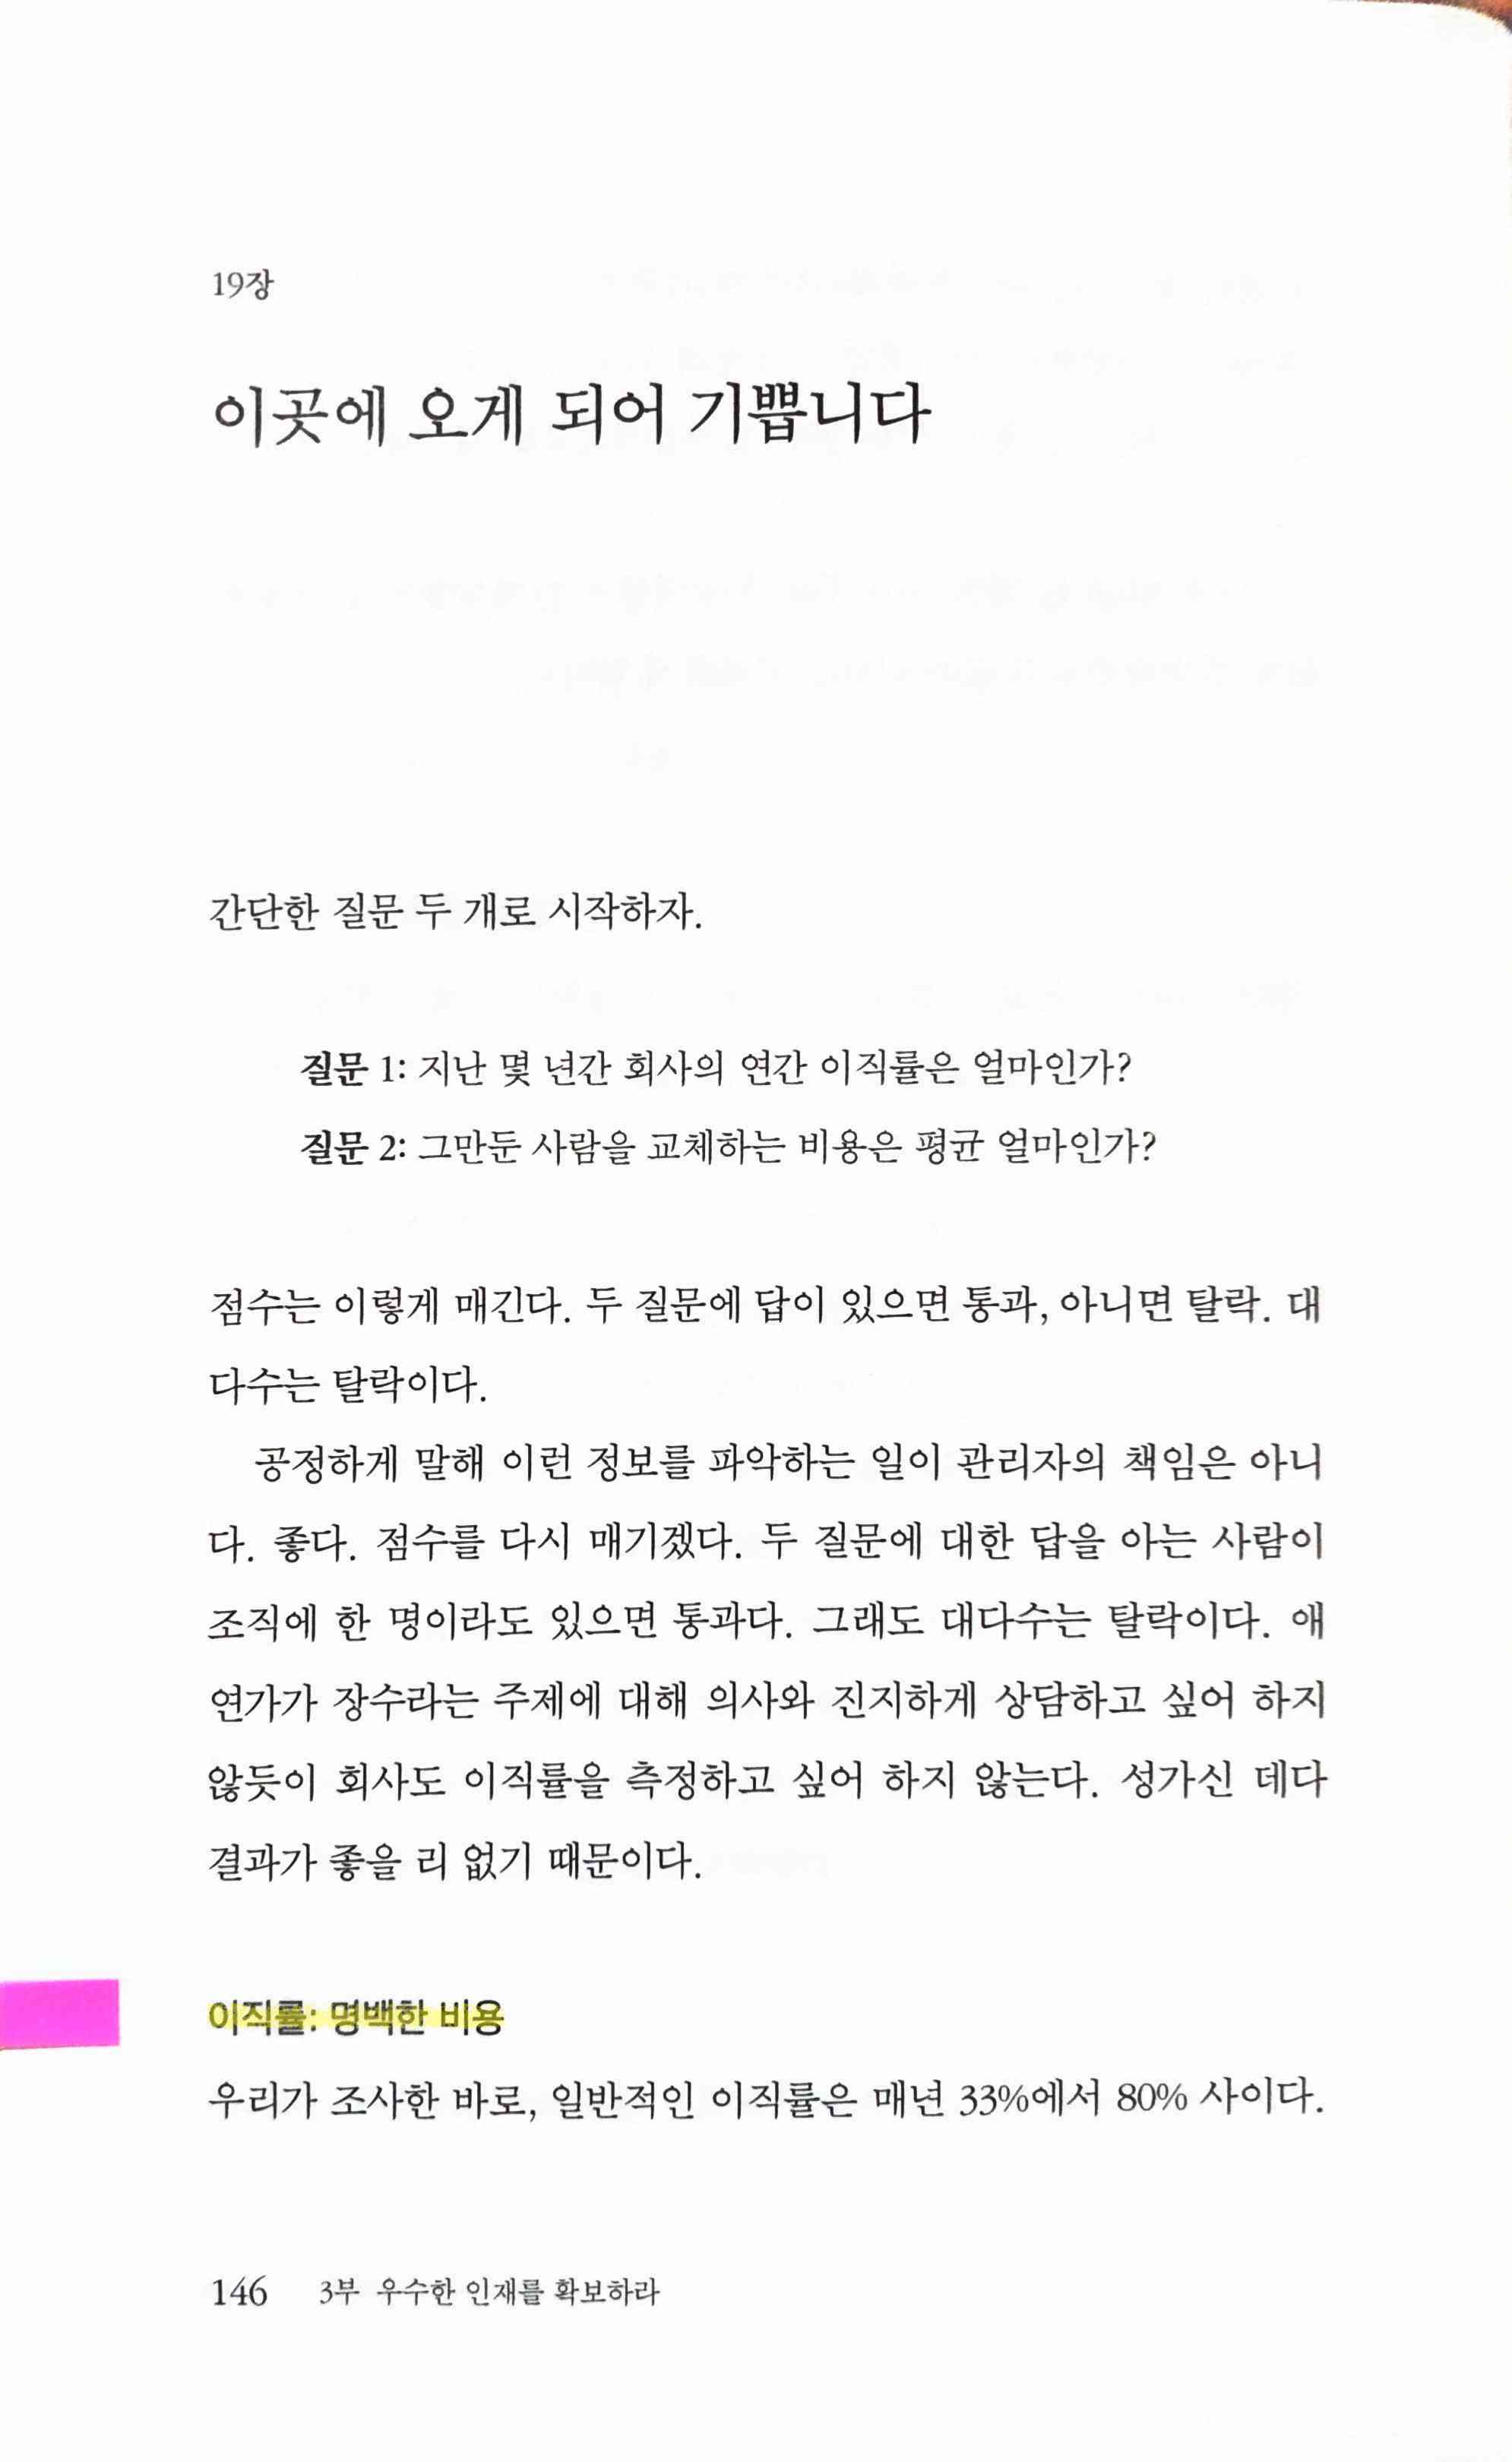 19장
이곳에 오게 되어 기쁩니다
간단한 질문 두 개로 시작하자.
질문 1: 지난 몇 년간 회사의 연간 이직률은 얼마인가?
질문 2: 그만둔 사람을 교체하는 비용은 평균 얼마인가?
점수는 이렇게 매긴다. 두 질문에 답이 있으면 통과, 아니면 탈락. 대
다수는 탈락이다.
공정하게 말해 이런 정보를 파악하는 일이 관리자의 책임은 아니
다. 좋다. 점수를 다시 매기겠다. 두 질문에 대한 답을 아는 사람이
조직에 한 명이라도 있으면 통과다. 그래도 대다수는 탈락이다. 애
연가가 장수라는 주제에 대해 의사와 진지하게 상담하고 싶어 하지
않듯이 회사도 이직률을 측정하고 싶어 하지 않는다. 성가신 데다
결과가 좋을 리 없기 때문이다.
이직률: 명백한 비용
우리가 조사한 바로, 일반적인 이직률은 매년 33%에서 80% 사이다.
146 3부 우수한 인재를 확보하라